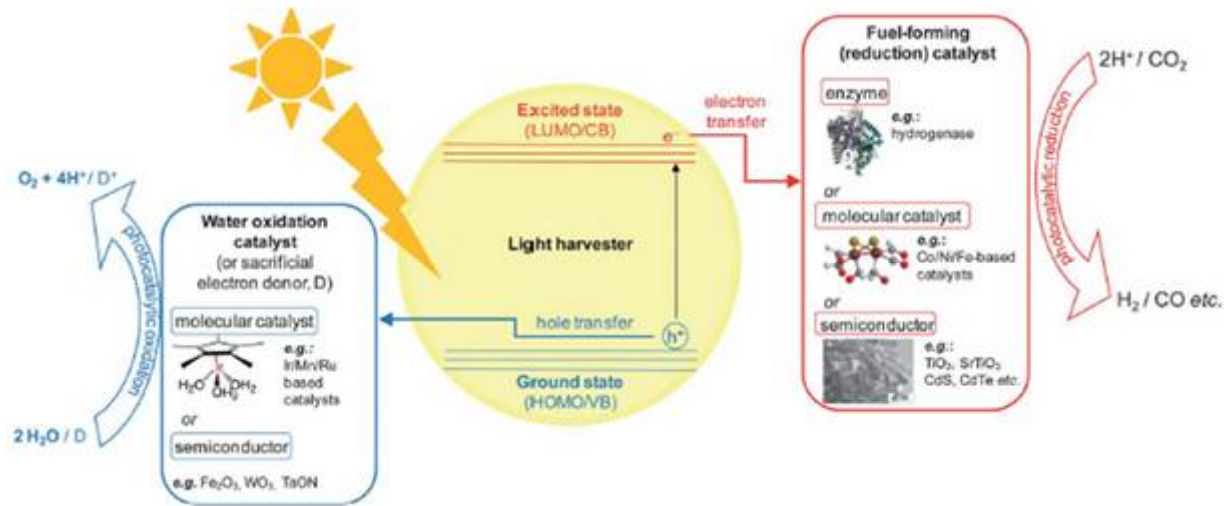 O₂ + 4H⁺/ D⁺
photocatalytic oxidation
2 H₂O / D
Water oxidation
catalyst
(or sacrificial
electron donor, D)
molecular catalyst
e.g.:
Ir/Mn/Ru
based
catalysts
H₂O
OH₂
OH₂
or
semiconductor
e.g. Fe₂O₃, WO₃, TaON
Excited state
(LUMO/CB)
e⁻
Light harvester
hole transfer
h⁺
Ground state
(HOMO/VB)
electron
transfer
Fuel-forming
(reduction) catalyst
enzyme
e.g.:
hydrogenase
or
molecular catalyst
e.g.:
Co/Ni/Fe-based
catalysts
or
semiconductor
e.g.:
TiO₂, SrTiO₃
CdS, CdTe etc.
2H⁺ / CO₂
photocatalytic reduction
H₂ / CO etc.